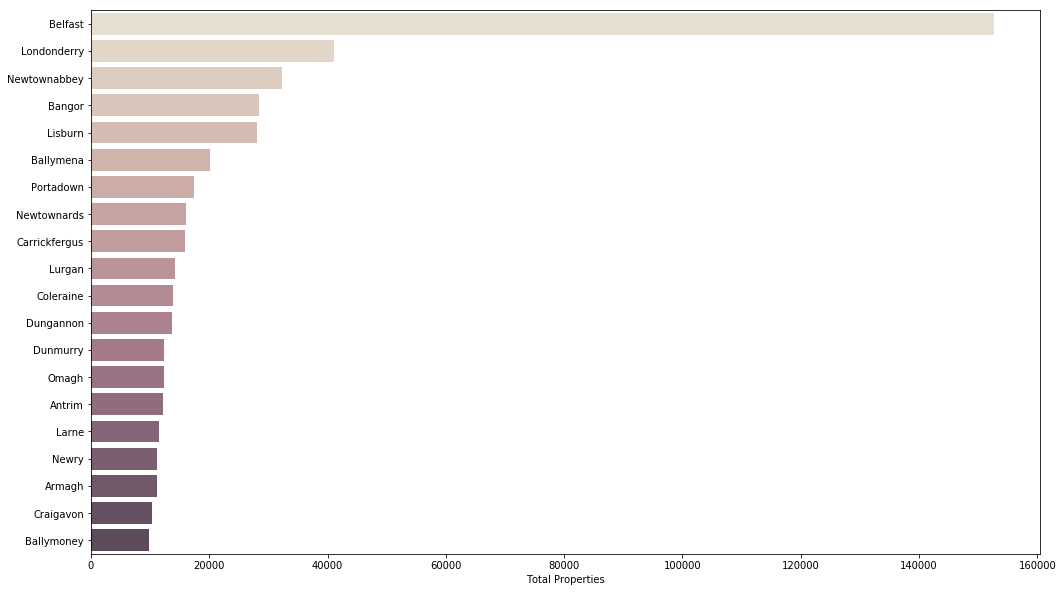 Belfast
Londonderry
Newtownabbey
Bangor
Lisburn
Ballymena
Portadown
Newtownards
Carrickfergus
Lurgan
Coleraine
Dungannon
Dunmurry
Omagh
Antrim
Larne
Newry
Armagh
Craigavon
Ballymoney
0 20000 40000 60000 80000 100000 120000 140000 160000
Total Properties